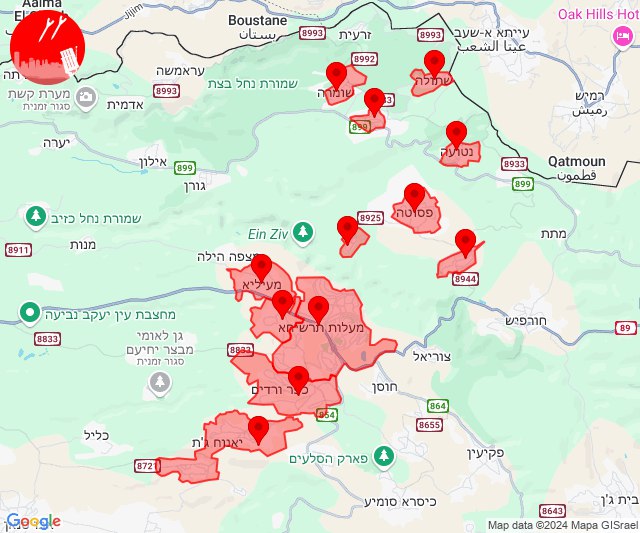 Aalma
Boustane
بستان
Jijim
8993
זרעית
8993
עייתא א-שעב
عيتا الشعب
Oak Hills Hot
8992
שמורת נחל בצת
עראמשה
שתולה
שומרה
מערת קשת
סגור זמנית
8993
אדמית
רמיש
رميش
899
יערה
אילון
נטועה
8933
Qatmoun
قطمون
899
899
גורן
פסוטה
שמורת נחל כזיב
8925
Ein Ziv
מתת
8911
מנות
מצפה הילה
8944
מעיליא
מחצבת עין יעקב נביעה
מעלות תרשיחא
חורפיש
89
8833
גן לאומי
מבצר יחיעם
סגור זמנית
8833
צוריאל
כפר ורדים
חוסן
864
854
8655
כליל
יאנוח ג'ת
פקיעין
8721
פארק הסלעים
כיסרא סומיע
בית ג'ן
8643
Google
Map data ©2024 Mapa GISrael